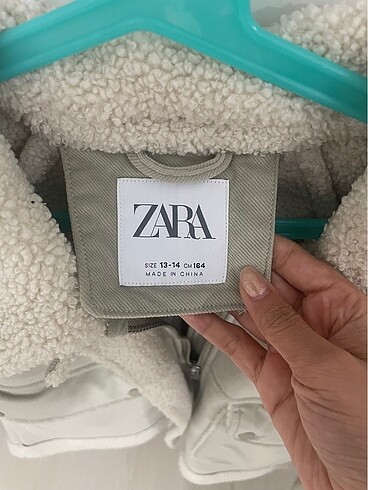 ZARA
SIZE 13-14 CM 164
MADE IN CHINA